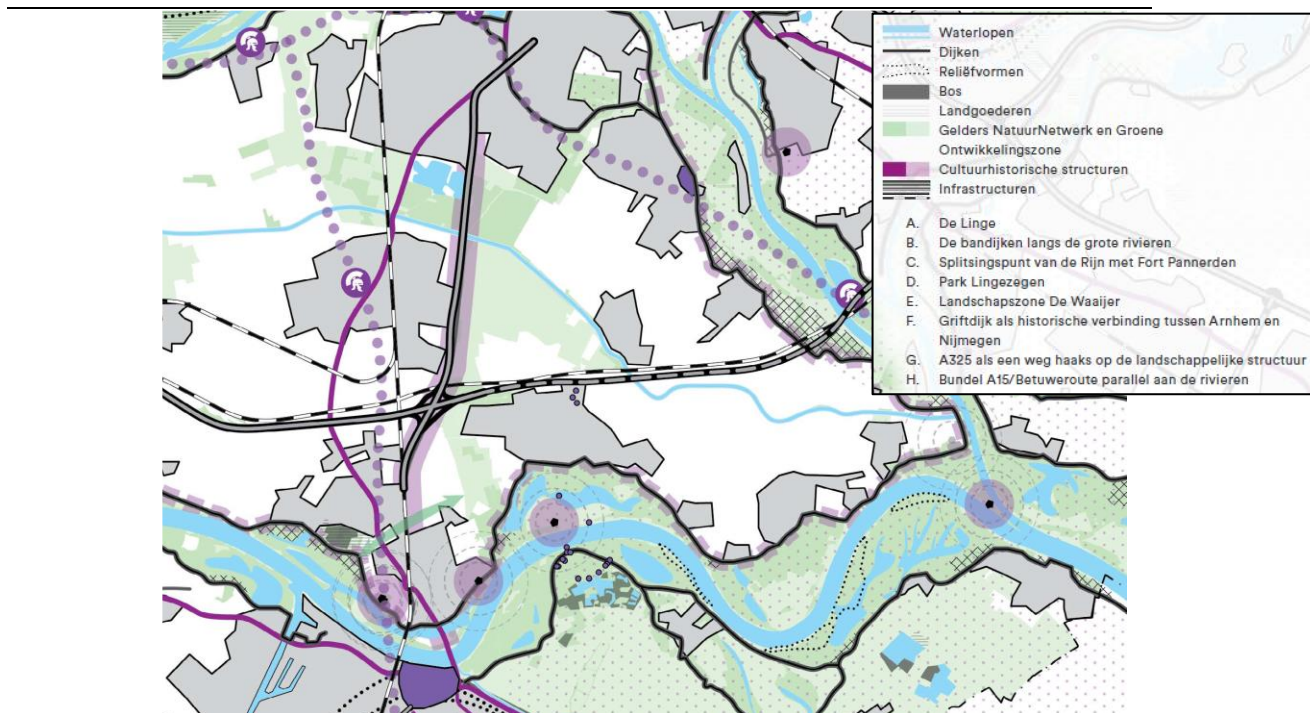 Waterlopen
Dijken
Reliëfvormen
Bos
Landgoederen
Gelders NatuurNetwerk en Groene
Ontwikkelingszone
Cultuurhistorische structuren
Infrastructuren
A. De Linge
B. De bandijken langs de grote rivieren
C. Splitsingspunt van de Rijn met Fort Pannerden
D. Park Lingezegen
E. Landschapszone De Waaijer
F. Griftdijk als historische verbinding tussen Arnhem en
Nijmegen
G. A325 als een weg haaks op de landschappelijke structuur
H. Bundel A15/Betuweroute parallel aan de rivieren